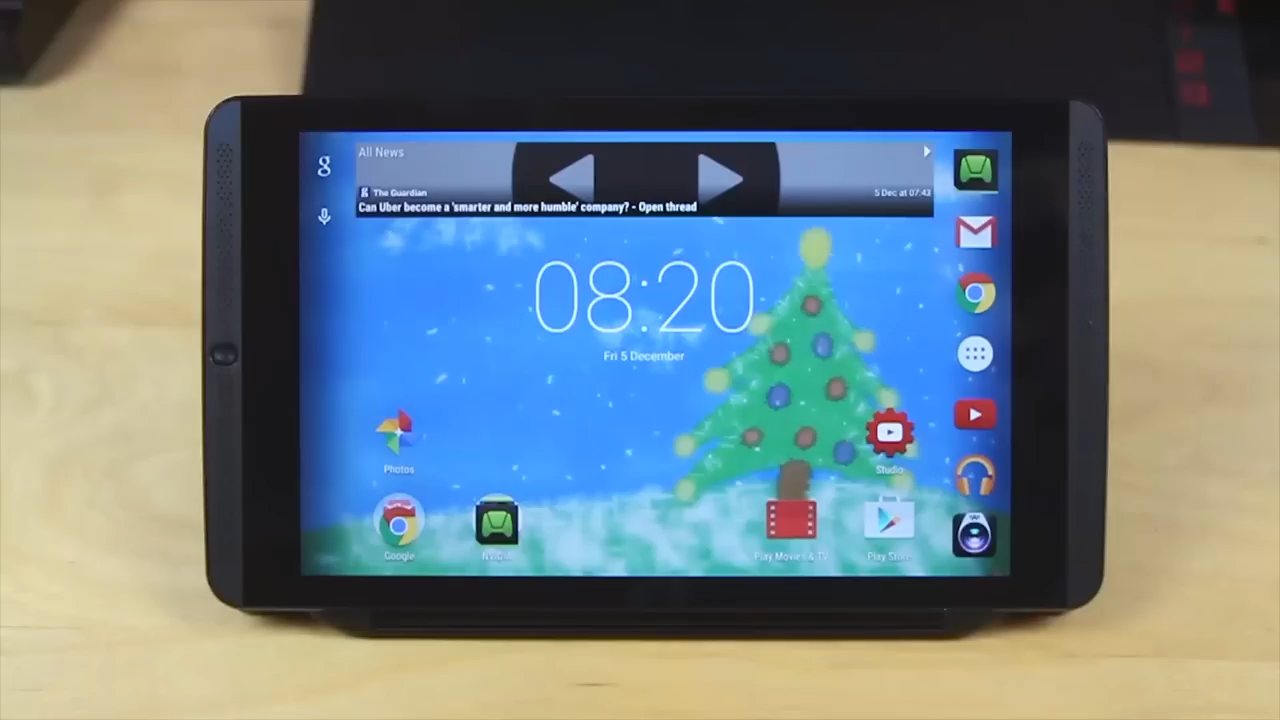 All News
The Guardian
5 Dec at 07:43
Can Uber become a 'smarter and more humble' company? - Open thread
08:20
Fri 5 December
Photos
Studio
Google
NVIDIA
Play Movies & TV
Play Store